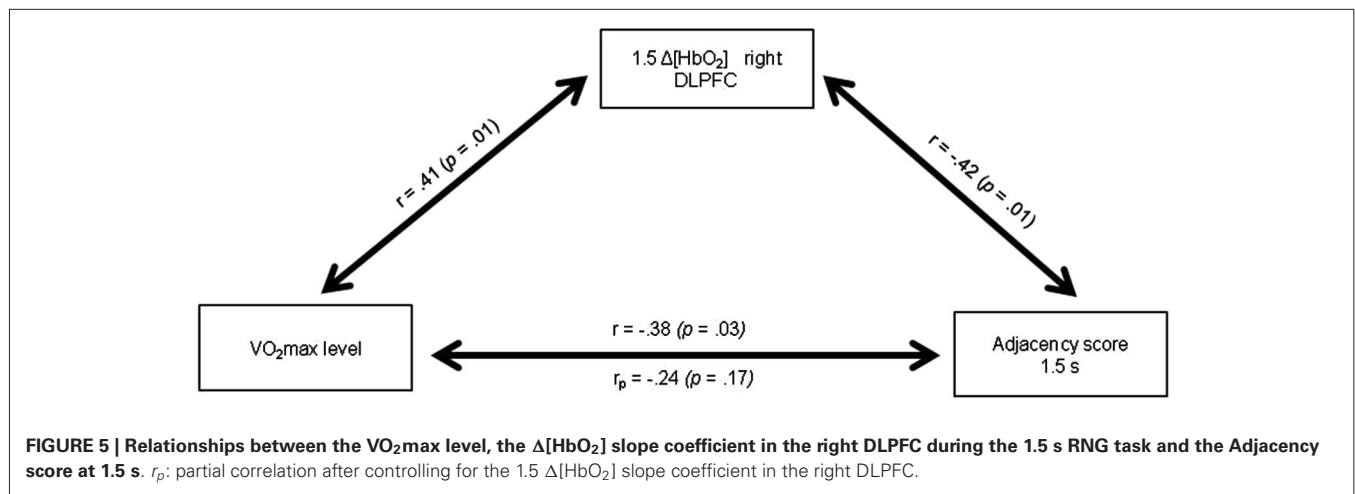 1.5 Δ[HbO₂] right
DLPFC
r = .41 (p = .01)
r = -.42 (p = .01)
VO₂max level
r = -.38 (p = .03)
rₚ = -.24 (p = .17)
Adjacency score
1.5 s
FIGURE 5 | Relationships between the VO₂max level, the Δ[HbO₂] slope coefficient in the right DLPFC during the 1.5 s RNG task and the Adjacency
score at 1.5 s. rₚ: partial correlation after controlling for the 1.5 Δ[HbO₂] slope coefficient in the right DLPFC.